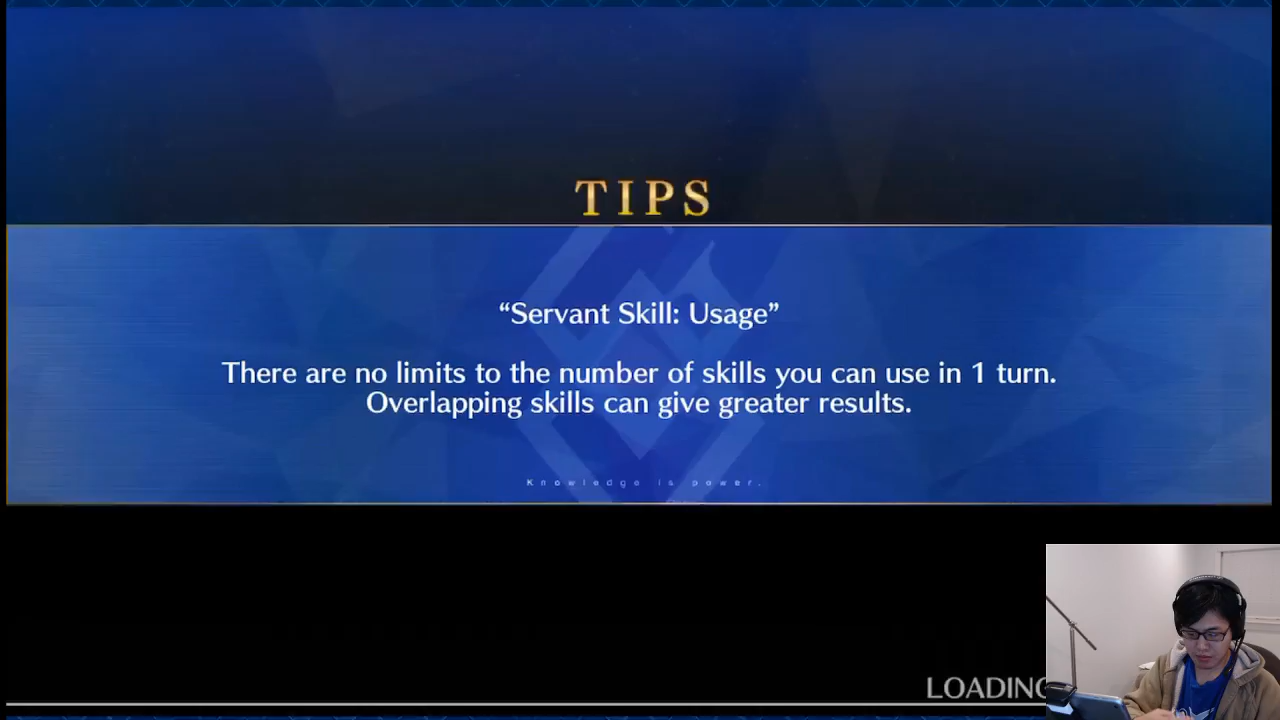 TIPS
“Servant Skill: Usage”
There are no limits to the number of skills you can use in 1 turn.
Overlapping skills can give greater results.
Knowledge is power.
LOADING